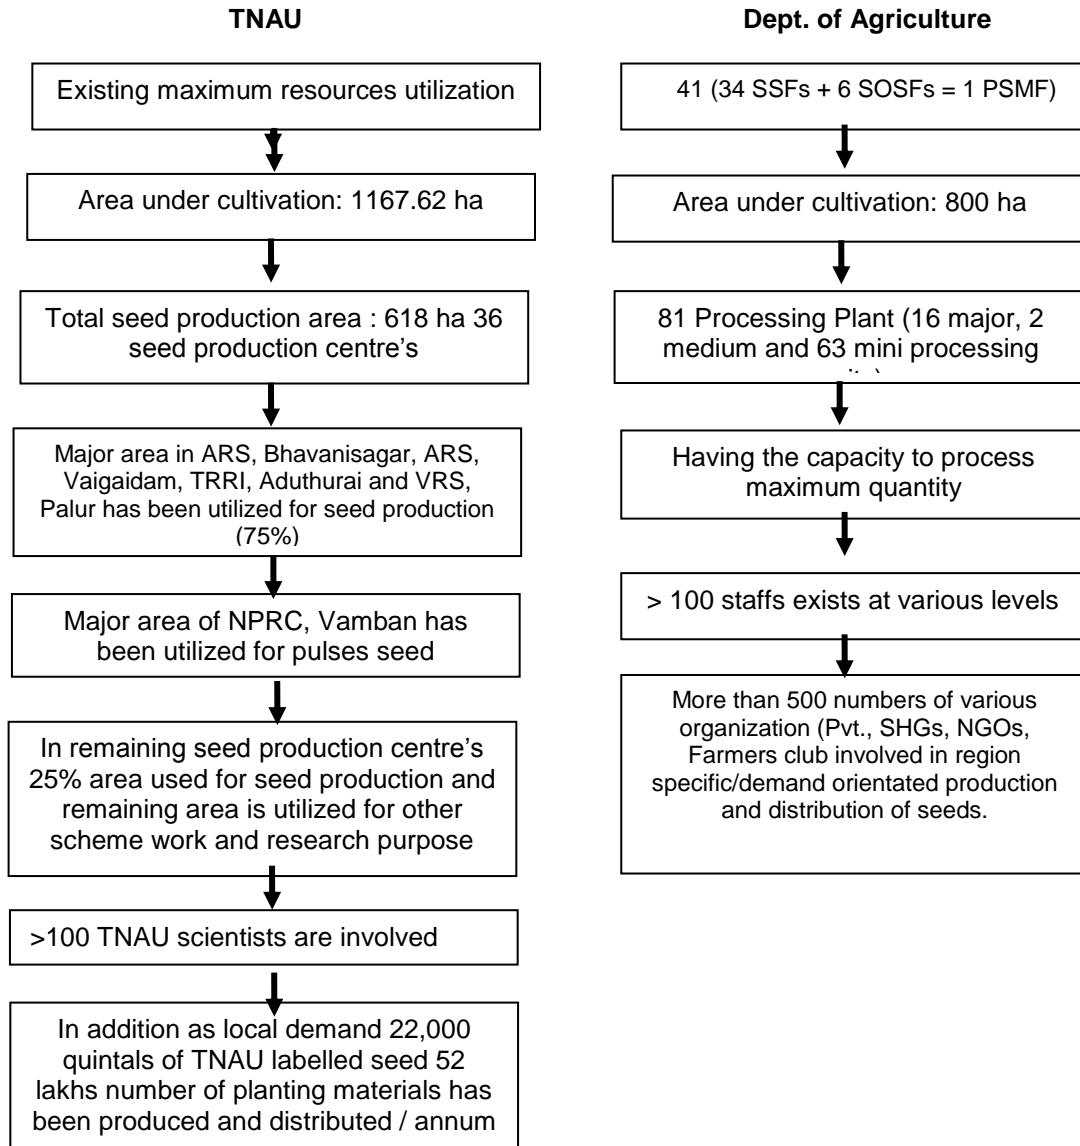 TNAU
Existing maximum resources utilization
Area under cultivation: 1167.62 ha
Total seed production area : 618 ha 36
seed production centre's
Major area in ARS, Bhavanisagar, ARS,
Vaigaidam, TRRI, Aduthurai and VRS,
Palur has been utilized for seed production
(75%)
Major area of NPRC, Vamban has
been utilized for pulses seed
In remaining seed production centre's
25% area used for seed production and
remaining area is utilized for other
scheme work and research purpose
>100 TNAU scientists are involved
In addition as local demand 22,000
quintals of TNAU labelled seed 52
lakhs number of planting materials has
been produced and distributed / annum
Dept. of Agriculture
41 (34 SSFs + 6 SOSFs = 1 PSMF)
Area under cultivation: 800 ha
81 Processing Plant (16 major, 2
medium and 63 mini processing
Having the capacity to process
maximum quantity
> 100 staffs exists at various levels
More than 500 numbers of various
organization (Pvt., SHGs, NGOs,
Farmers club involved in region
specific/demand orientated production
and distribution of seeds.